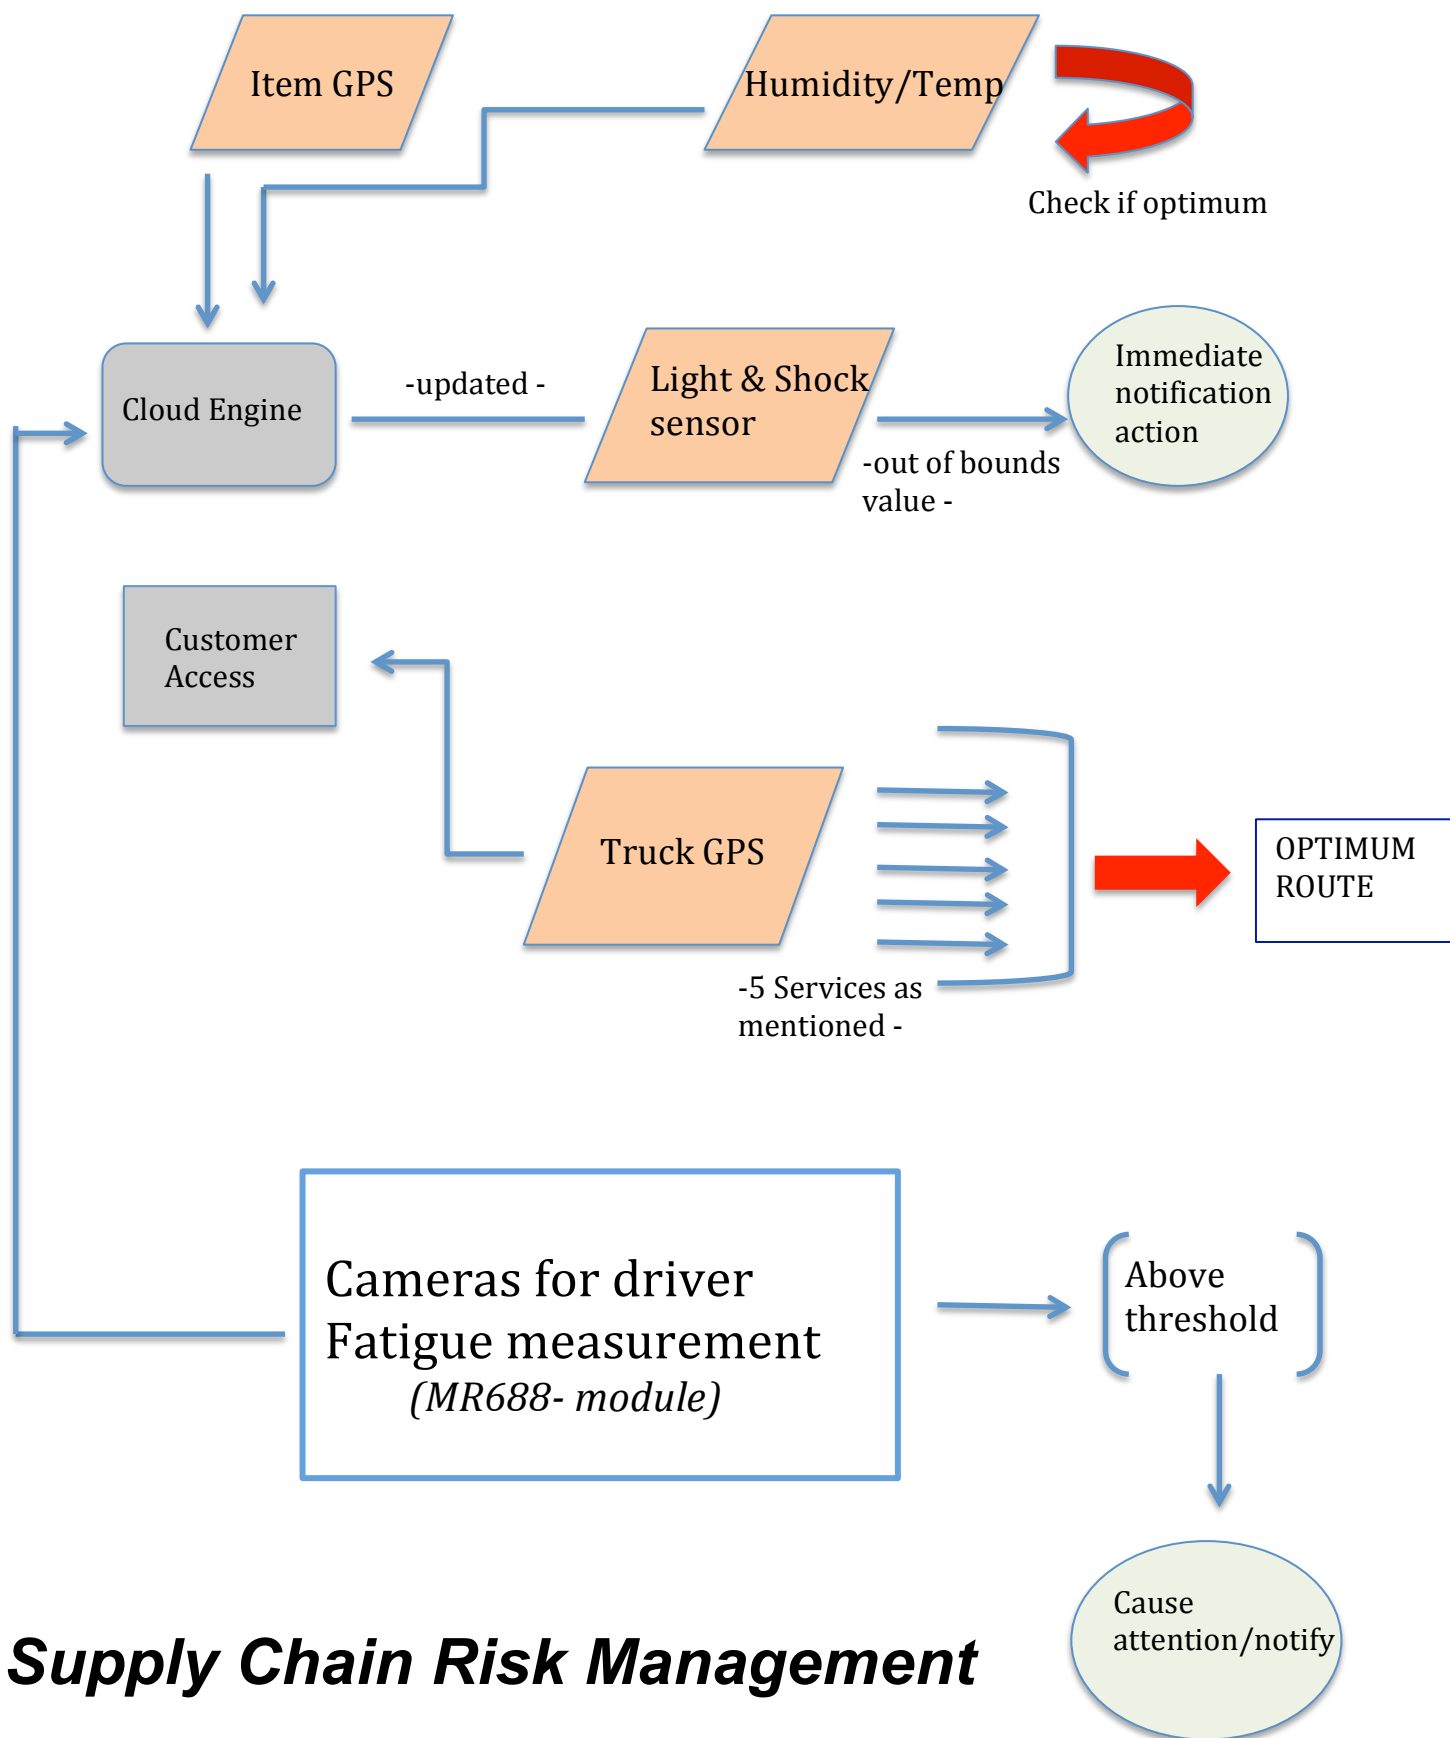 Item GPS
Humidity/Temp
Check if optimum
Cloud Engine
-updated -
Light & Shock
sensor
-out of bounds
value -
Immediate
notification
action
Customer
Access
Truck GPS
-5 Services as
mentioned -
OPTIMUM
ROUTE
Cameras for driver
Fatigue measurement
(MR688- module)
Above
threshold
Cause
attention/notify
Supply Chain Risk Management